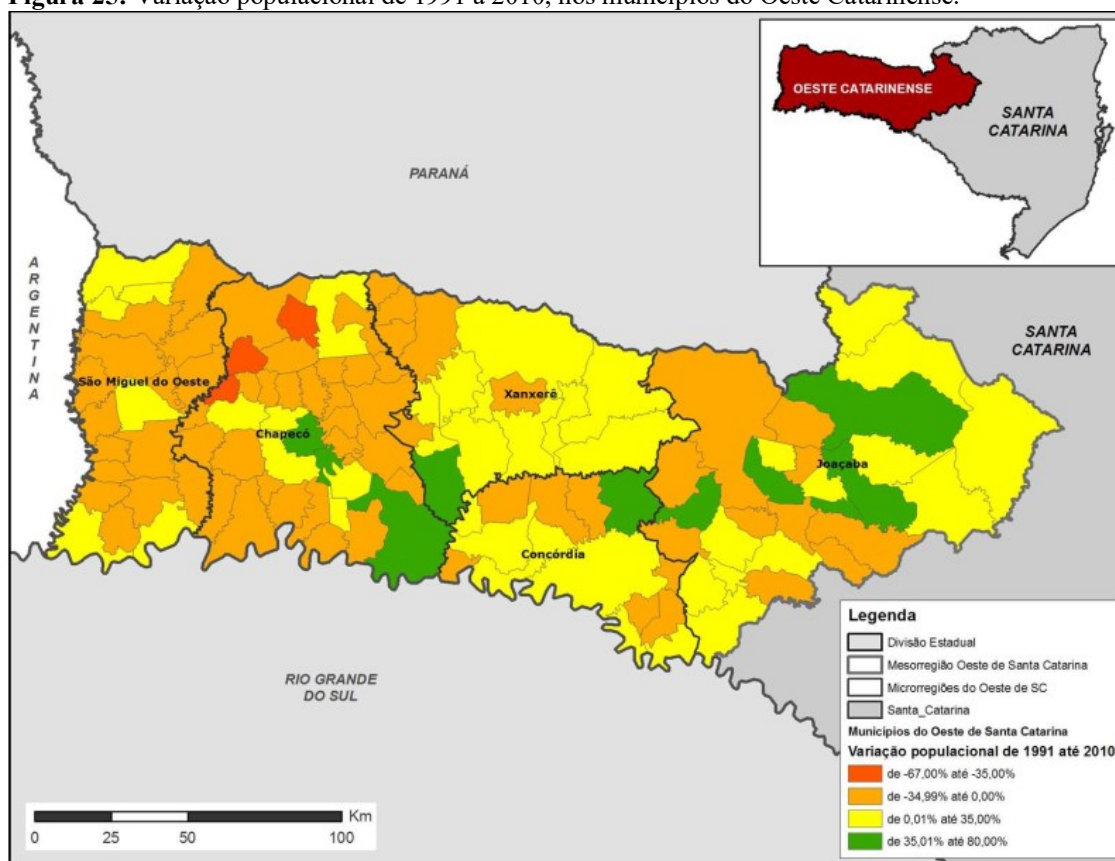 Figura 25: Variação populacional de 1991 a 2010, nos municípios do Oeste Catarinense.
OESTE CATARINENSE
SANTA
CATARINA
PARANÁ
ARGENTINA
SANTA
CATARINA
São Miguel do Oeste
Xanxerê
Chapecó
Joaçaba
Concórdia
RIO GRANDE
DO SUL
Legenda
Divisão Estadual
Mesorregião Oeste de Santa Catarina
Microrregiões do Oeste de SC
Santa_Catarina
Municípios do Oeste de Santa Catarina
Variação populacional de 1991 até 2010
de -67,00% até -35,00%
de -34,99% até 0,00%
de 0,01% até 35,00%
de 35,01% até 80,00%
Km
0 25 50 100